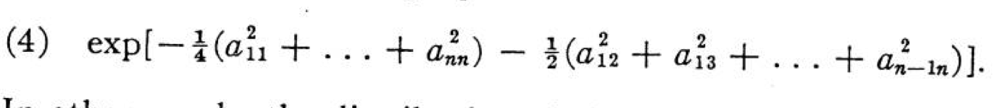 (4) exp[−¼(a²₁₁ + ... + a²ₙₙ) − ½(a²₁₂ + a²₁₃ + ... + a²ₙ₋₁ₙ)].